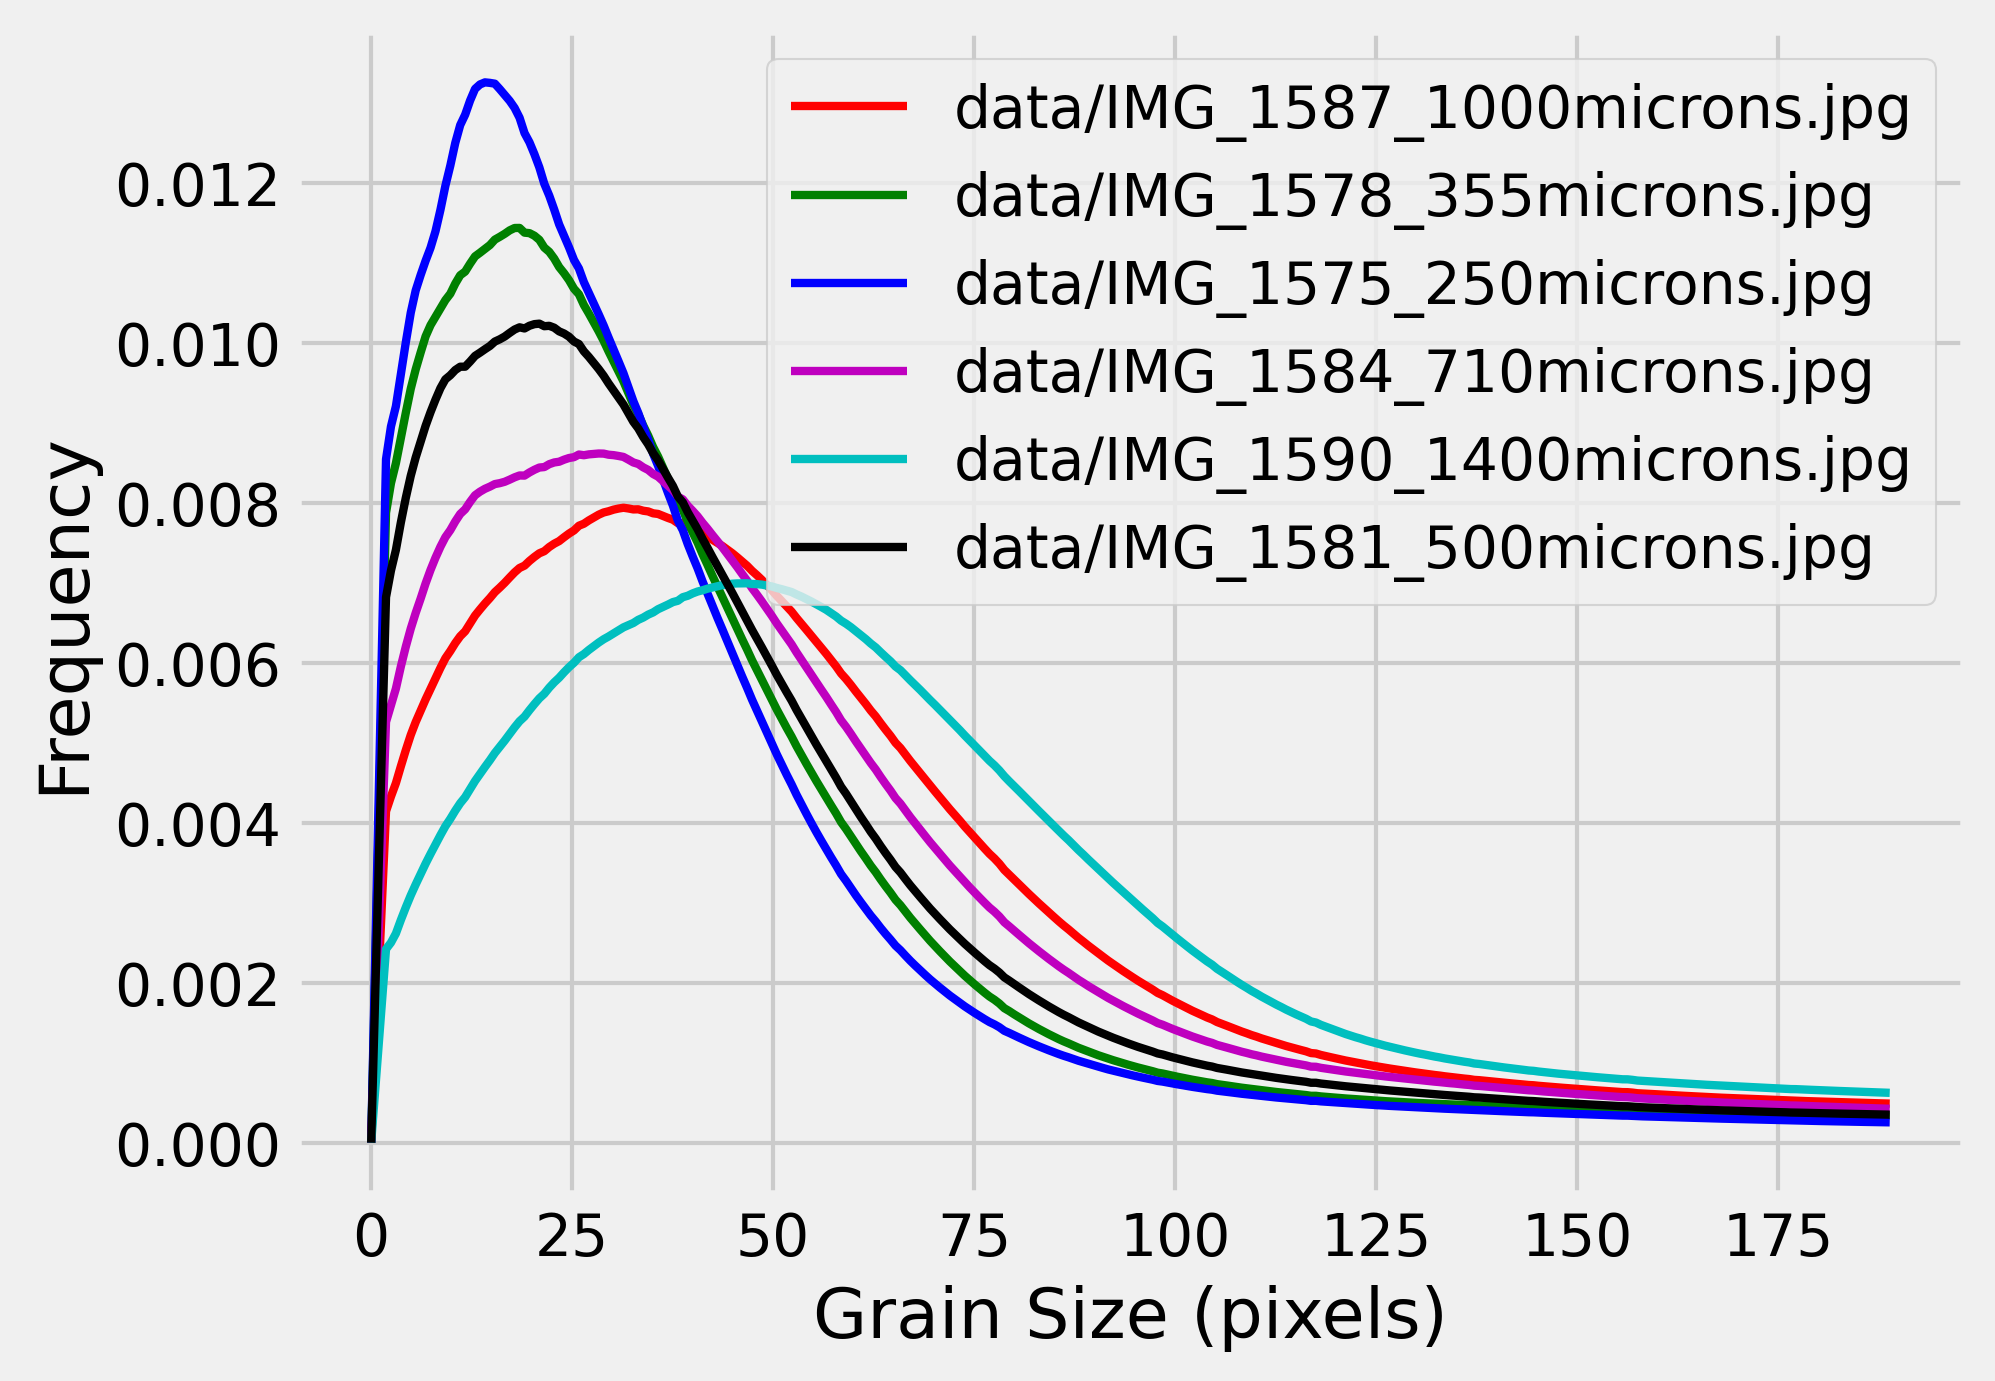 data/IMG_1587_1000microns.jpg
data/IMG_1578_355microns.jpg
data/IMG_1575_250microns.jpg
data/IMG_1584_710microns.jpg
data/IMG_1590_1400microns.jpg
data/IMG_1581_500microns.jpg
Frequency
0.012
0.010
0.008
0.006
0.004
0.002
0.000
0 25 50 75 100 125 150 175
Grain Size (pixels)